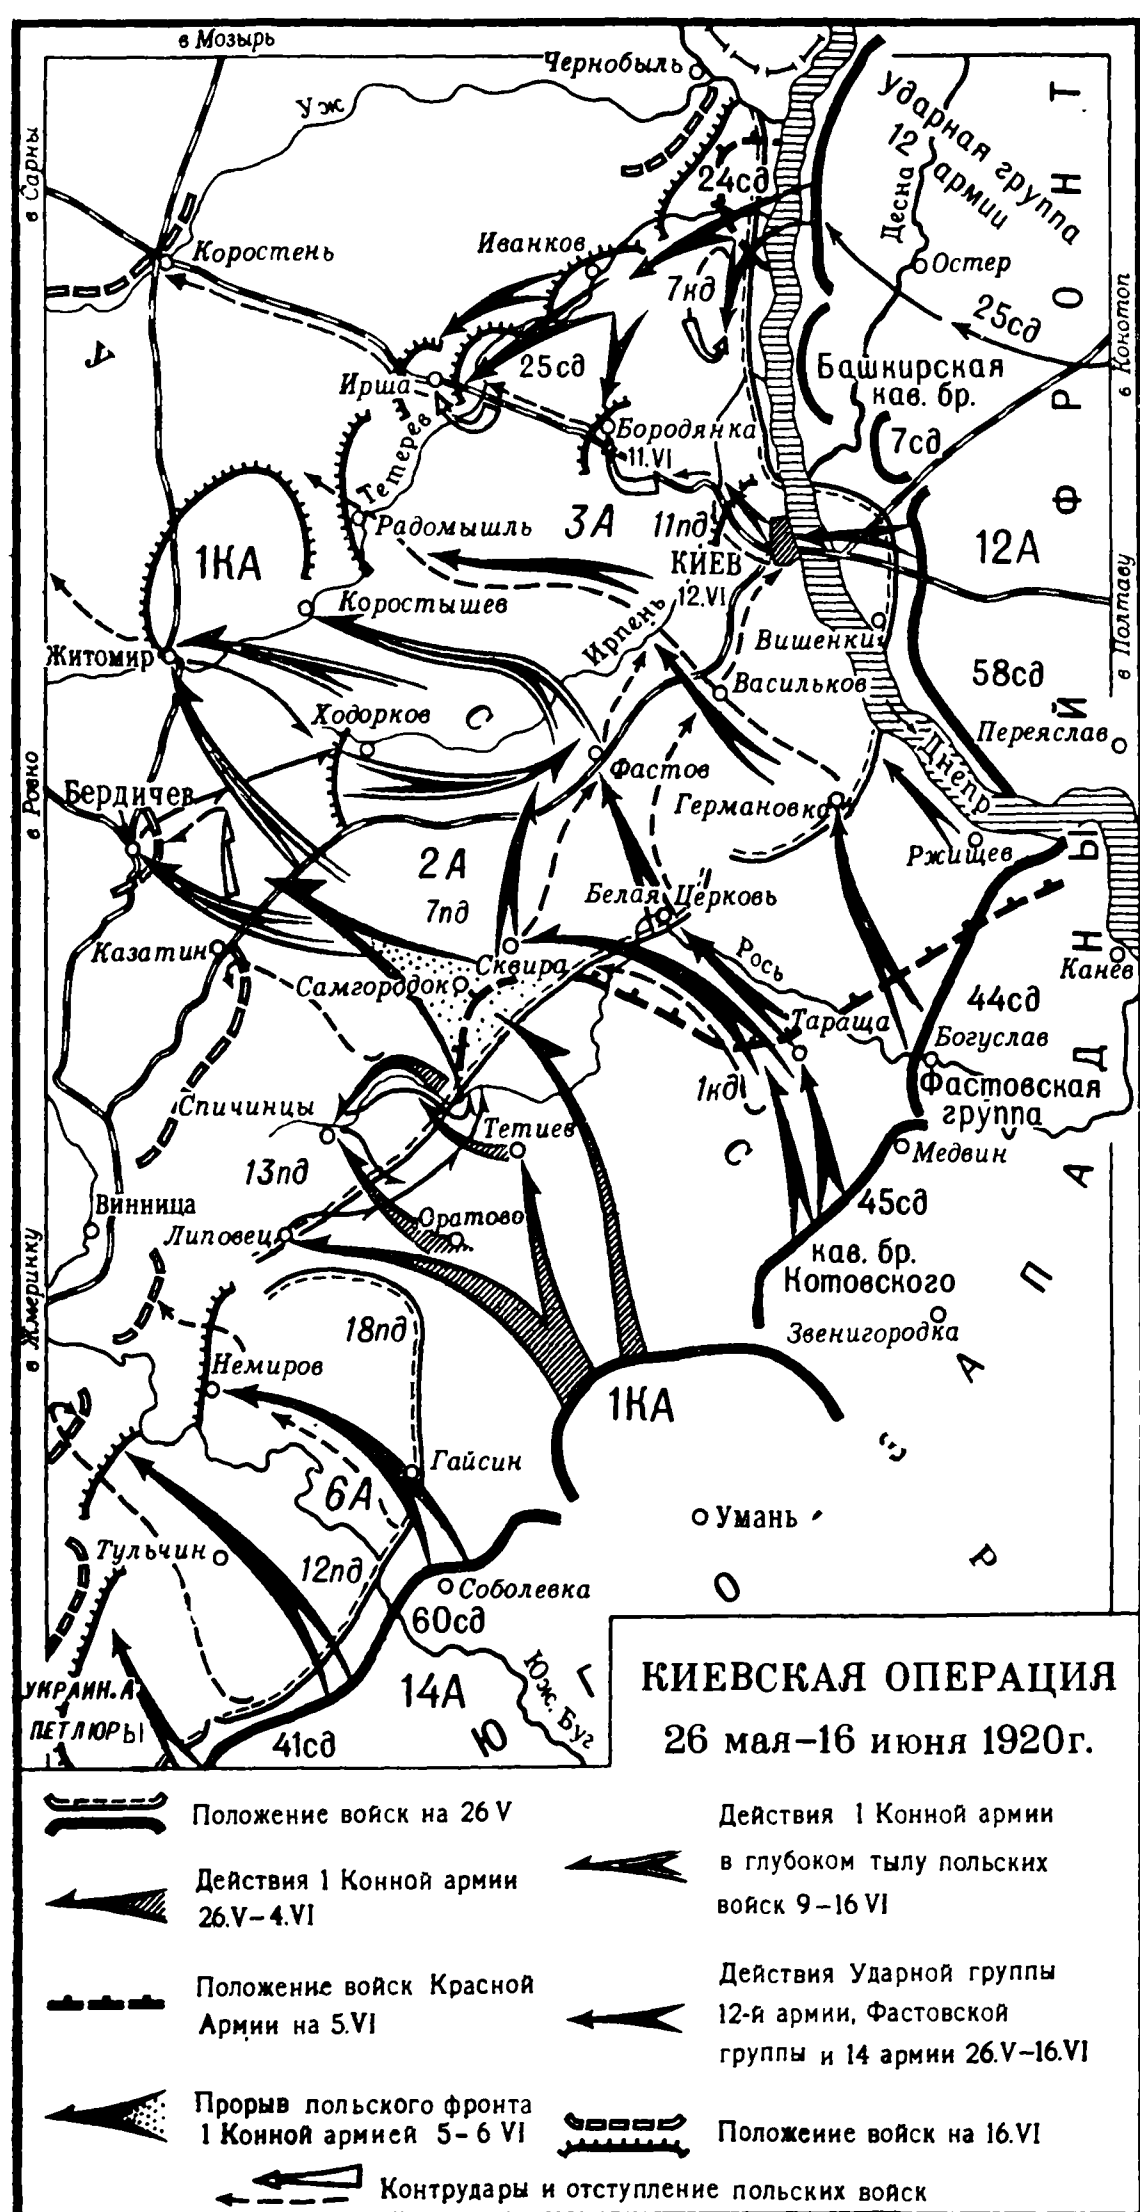 в Мозырь
Чернобыль
Уж
Ударная группа
12 армии
в Сарны
24сд
Десна
Коростень
Иванков
Остер
7кд
25сд
в Конотоп
У
25сд
Башкирская
кав. бр.
Ирша
Тетерев
Бородянка
11.VI
7сд
Радомышль
3А
11пд
12А
1КА
КИЕВ
12.VI
Коростышев
Ирпень
Вишенки
в Полтаву
Житомир
58сд
Васильков
Ходорков
С
Переяслав
Днепр
Фастов
в Ровно
Бердичев
Германовка
Ржищев
2А
7пд
Белая Церковь
Казатин
Сквира
Рось
Канев
Самгородок
44сд
Тараща
Богуслав
1кд
Фастовская
группа
Спичинцы
Тетиев
Медвин
13пд
С
Винница
45сд
Оратово
Липовец
кав. бр.
Котовского
в Жмеринку
18пд
Звенигородка
Немиров
1КА
Гайсин
6А
Умань
Тульчин
12пд
Соболевка
60сд
УКРАИН.А.
ПЕТЛЮРЫ
14А
Юж. Буг
41сд
Ю Г О - З А П А Д Н Ы Й Ф Р О Н Т
Р
КИЕВСКАЯ ОПЕРАЦИЯ
26 мая–16 июня 1920г.
Положение войск на 26 V
Действия 1 Конной армии
26.V–4.VI
Положение войск Красной
Армии на 5.VI
Прорыв польского фронта
1 Конной армией 5-6 VI
Действия 1 Конной армии
в глубоком тылу польских
войск 9–16 VI
Действия Ударной группы
12-й армии, Фастовской
группы и 14 армии 26.V–16.VI
Положение войск на 16.VI
Контрудары и отступление польских войск